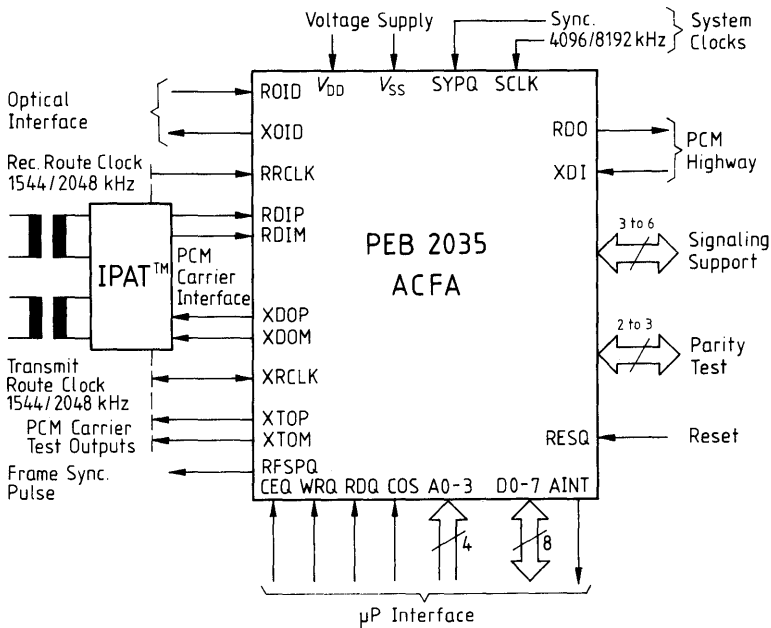 Voltage Supply
Sync.
4096/8192 kHz
System
Clocks
VDD
VSS
SYPQ
SCLK
Optical
Interface
ROID
XOID
RDO
XDI
PCM
Highway
Rec. Route Clock
1544/2048 kHz
RRCLK
RDIP
RDIM
IPAT™
PCM
Carrier
Interface
PEB 2035
ACFA
3 to 6
Signaling
Support
XDOP
XDOM
2 to 3
Parity
Test
Transmit
Route Clock
1544/2048 kHz
XRCLK
PCM Carrier
Test Outputs
XTOP
XTOM
RESQ
Reset
Frame Sync.
Pulse
RFSPQ
CEQ WRQ RDQ COS A0-3 D0-7 AINT
4
8
µP Interface